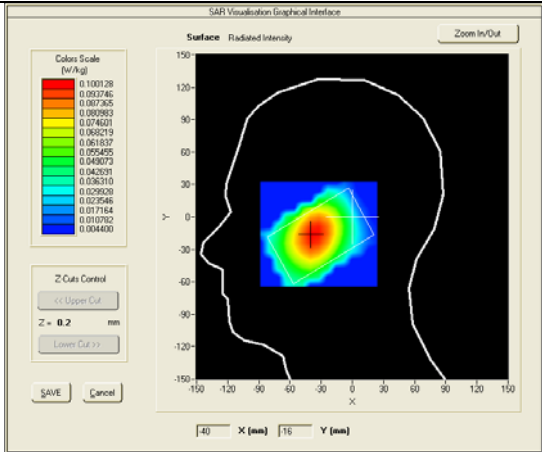 SAR Visualisation Graphical Interface
Surface Radiated Intensity
Zoom In/Out
Colors Scale
(W/kg)
0.100128
0.093746
0.087365
0.080983
0.074601
0.068219
0.061837
0.055455
0.049073
0.042691
0.036310
0.029928
0.023546
0.017164
0.010782
0.004400
150
120
90
60
30
0
-30
-60
-90
-120
-150
Y
-150 -120 -90 -60 -30 0 30 60 90 120 150
X
Z Cuts Control
<< Upper Cut
Z = 0.2 mm
Lower Cut >>
SAVE Cancel
-40 X (mm) -16 Y (mm)